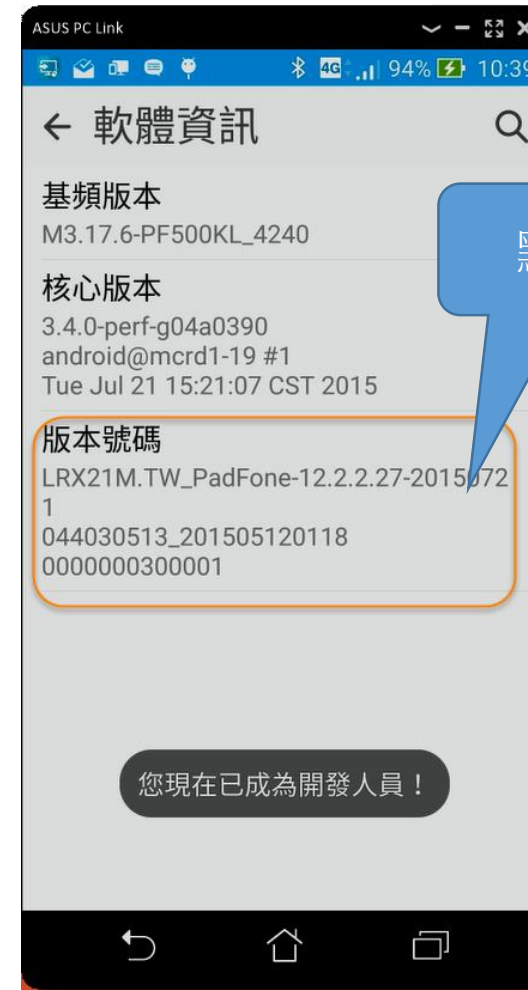 ASUS PC Link
4G 94% 10:39
軟體資訊
基頻版本
M3.17.6-PF500KL_4240
核心版本
3.4.0-perf-g04a0390
android@mcrd1-19 #1
Tue Jul 21 15:21:07 CST 2015
版本號碼
LRX21M.TW_PadFone-12.2.2.27-2015072
1
044030513_201505120118
0000000300001
您現在已成為開發人員！